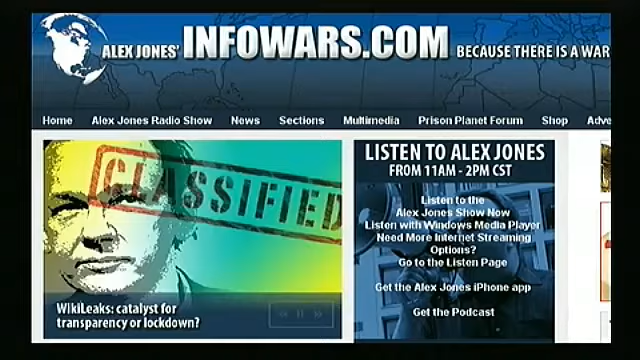 ALEX JONES' INFOWARS.COM BECAUSE THERE IS A WAR
Home Alex Jones Radio Show News Sections Multimedia Prison Planet Forum Shop Adve
CLASSIFIED
WikiLeaks: catalyst for
transparency or lockdown?
LISTEN TO ALEX JONES
FROM 11AM - 2PM CST
Listen to the
Alex Jones Show Now
Listen with Windows Media Player
Need More Internet Streaming
Options?
Go to the Listen Page
Get the Alex Jones iPhone app
Get the Podcast